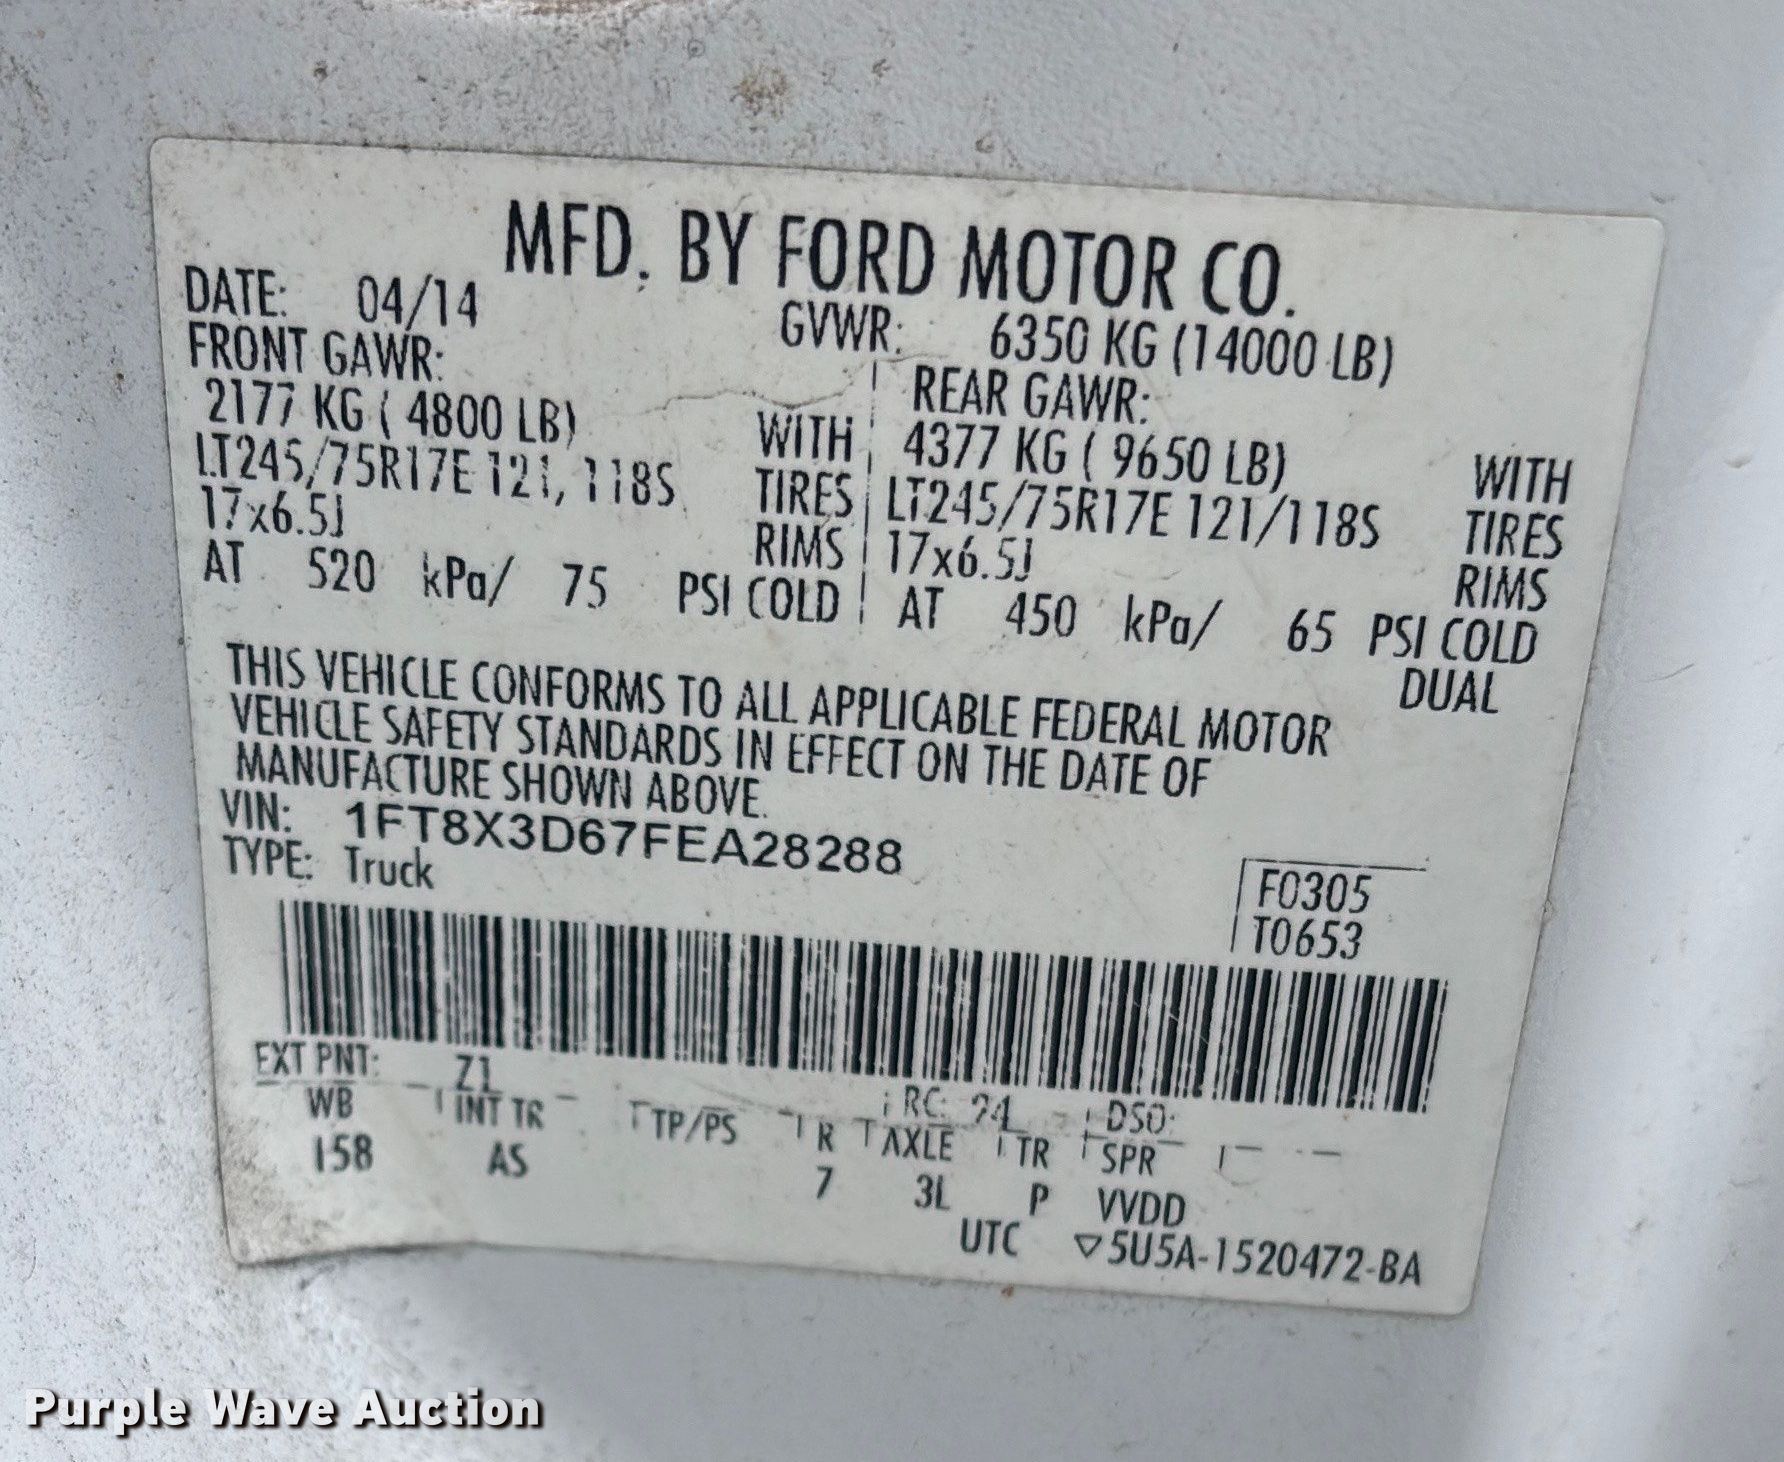 MFD. BY FORD MOTOR CO.
DATE: 04/14 GVWR: 6350 KG (14000 LB)
FRONT GAWR: REAR GAWR:
2177 KG ( 4800 LB) WITH 4377 KG ( 9650 LB) WITH
LT245/75R17E 121/118S TIRES LT245/75R17E 121/118S TIRES
17x6.5J RIMS 17x6.5J RIMS
AT 520 kPa/ 75 PSI COLD AT 450 kPa/ 65 PSI COLD
DUAL
THIS VEHICLE CONFORMS TO ALL APPLICABLE FEDERAL MOTOR
VEHICLE SAFETY STANDARDS IN EFFECT ON THE DATE OF
MANUFACTURE SHOWN ABOVE.
VIN: 1FT8X3D67FEA28288
TYPE: Truck
F0305
T0653
EXT PNT: Z1 RC: 94 DSO:
WB INT TR TP/PS R AXLE TR SPR
158 AS 7 3L P VVDD
UTC ▽5U5A-1520472-BA
Purple Wave Auction